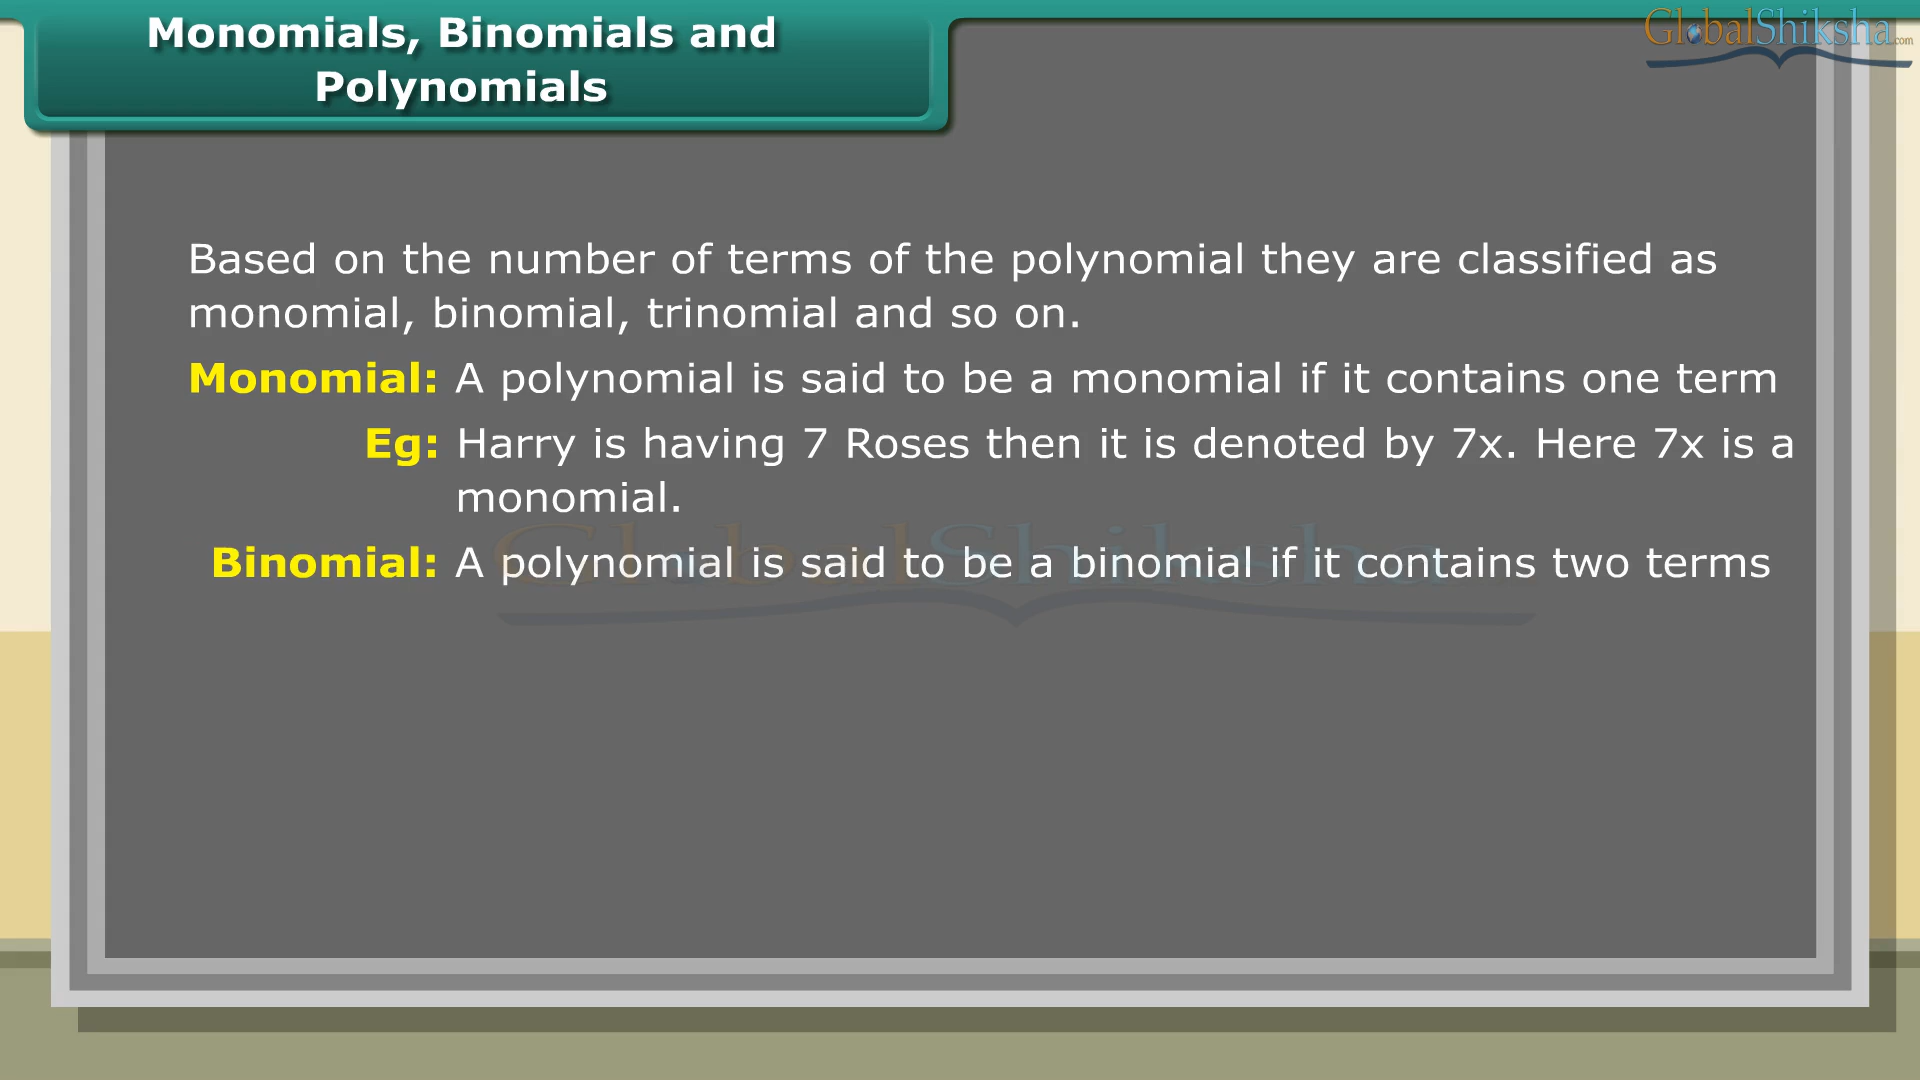 Monomials, Binomials and
Polynomials
GlobalShiksha.com
Based on the number of terms of the polynomial they are classified as
monomial, binomial, trinomial and so on.
Monomial: A polynomial is said to be a monomial if it contains one term
Eg: Harry is having 7 Roses then it is denoted by 7x. Here 7x is a
monomial.
Binomial: A polynomial is said to be a binomial if it contains two terms
GlobalShiksha